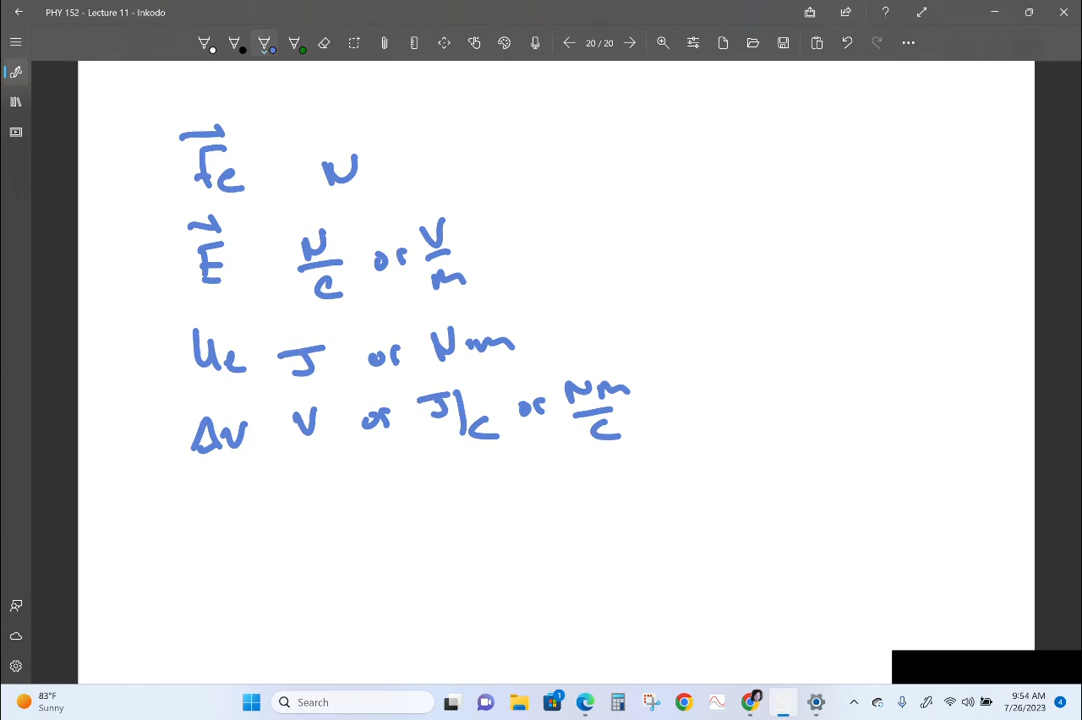 PHY 152 - Lecture 11 - Inkodo
20 / 20
F⃗e N
E⃗ N/C or V/m
Ue J or Nm
ΔV V or J/C or Nm/C
83°F
Sunny
Search
9:54 AM
7/26/2023
4